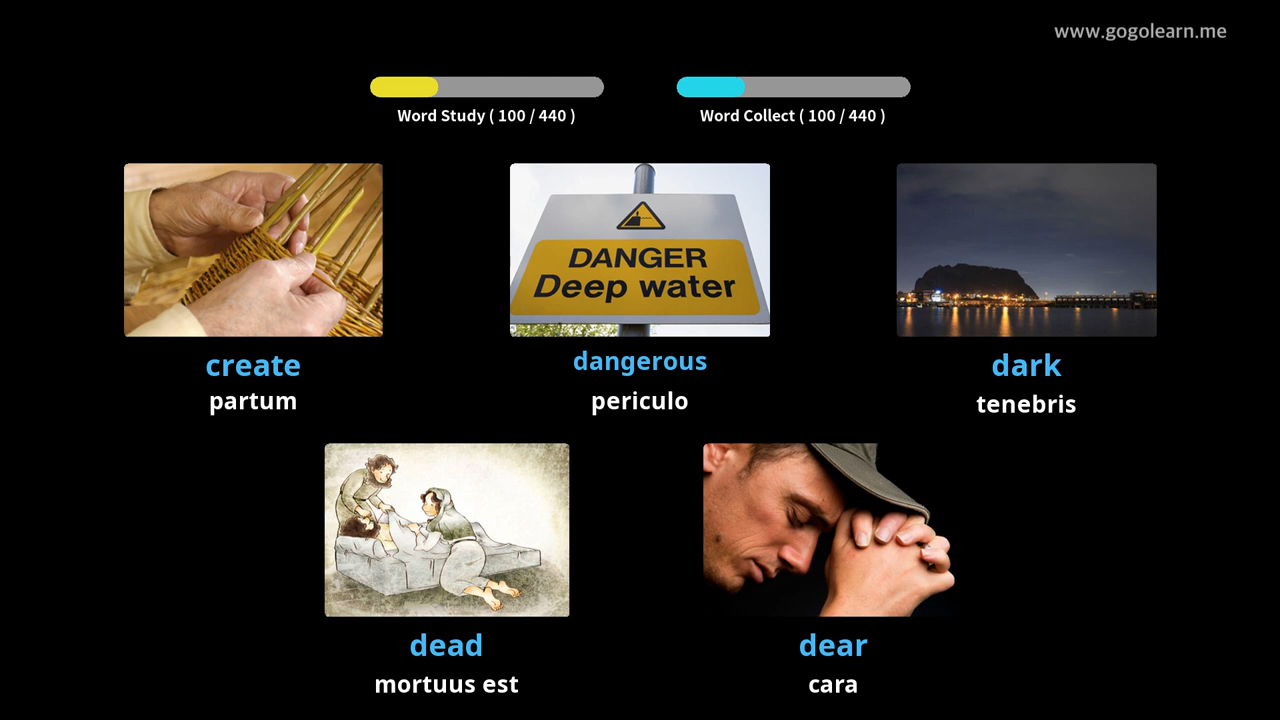 www.gogolearn.me
Word Study ( 100 / 440 )
Word Collect ( 100 / 440 )
DANGER
Deep water
create
partum
dangerous
periculo
dark
tenebris
dead
mortuus est
dear
cara